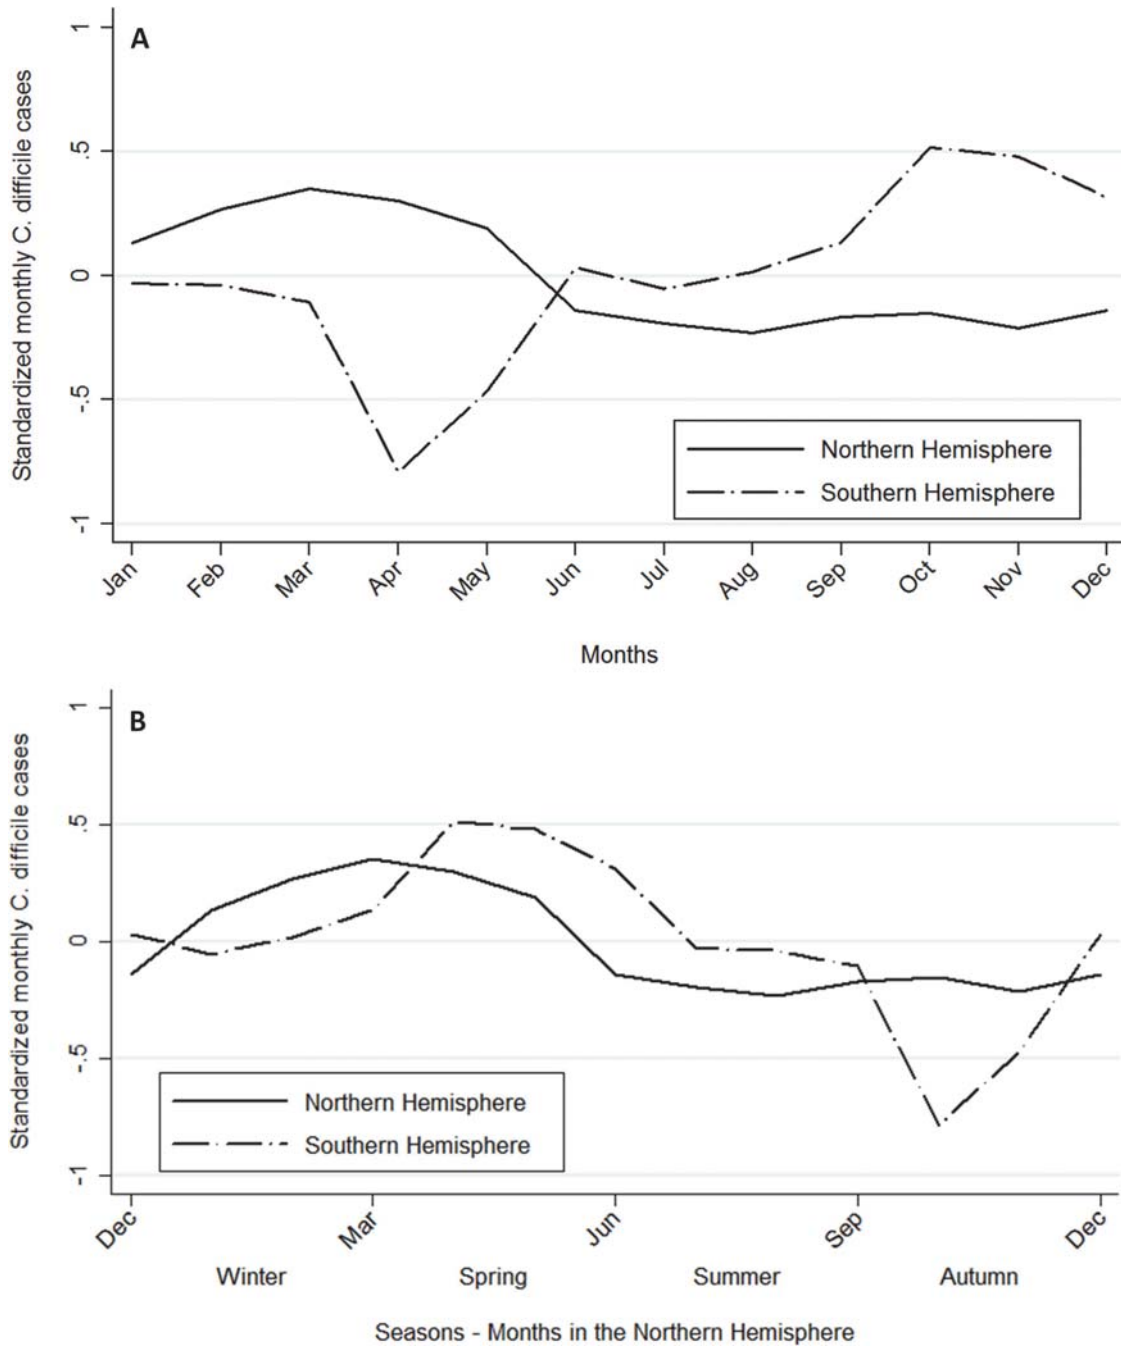 A
Standardized monthly C. difficile cases
1
.5
0
-.5
-1
Northern Hemisphere
Southern Hemisphere
Jan
Feb
Mar
Apr
May
Jun
Jul
Aug
Sep
Oct
Nov
Dec
Months
B
Standardized monthly C. difficile cases
1
.5
0
-.5
-1
Northern Hemisphere
Southern Hemisphere
Dec
Mar
Jun
Sep
Dec
Winter
Spring
Summer
Autumn
Seasons - Months in the Northern Hemisphere